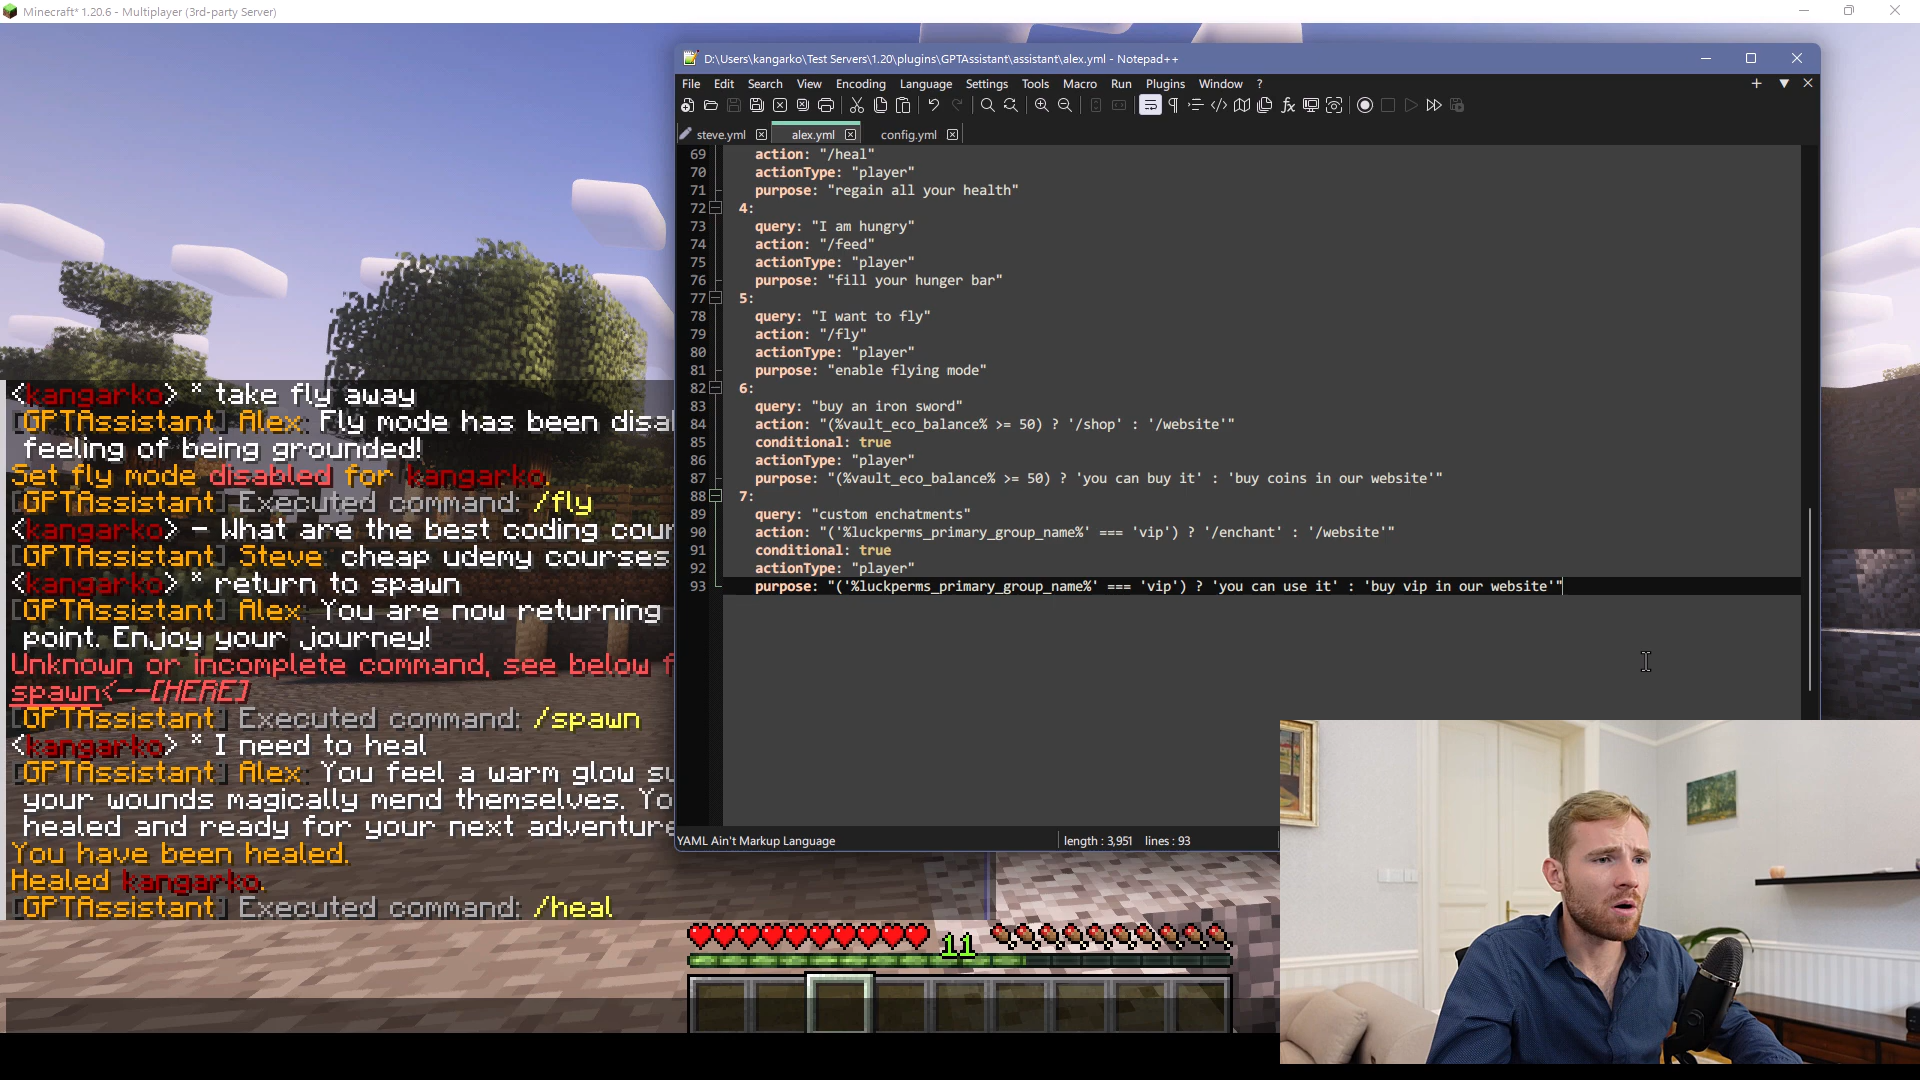 Minecraft* 1.20.6 - Multiplayer (3rd-party Server)
D:\Users\kangarko\Test Servers\1.20\plugins\GPTAssistant\assistant\alex.yml - Notepad++
File Edit Search View Encoding Language Settings Tools Macro Run Plugins Window ?
steve.yml alex.yml config.yml
69 action: "/heal"
70 actionType: "player"
71 purpose: "regain all your health"
72 4:
73 query: "I am hungry"
74 action: "/feed"
75 actionType: "player"
76 purpose: "fill your hunger bar"
77 5:
78 query: "I want to fly"
79 action: "/fly"
80 actionType: "player"
81 purpose: "enable flying mode"
82 6:
83 query: "buy an iron sword"
84 action: "(%vault_eco_balance% >= 50) ? '/shop' : '/website'"
85 conditional: true
86 actionType: "player"
87 purpose: "(%vault_eco_balance% >= 50) ? 'you can buy it' : 'buy coins in our website'"
88 7:
89 query: "custom enchatments"
90 action: "('%luckperms_primary_group_name%' === 'vip') ? '/enchant' : '/website'"
91 conditional: true
92 actionType: "player"
93 purpose: "('%luckperms_primary_group_name%' === 'vip') ? 'you can use it' : 'buy vip in our website'"
YAML Ain't Markup Language length : 3,951 lines : 93
<kangarko> * take fly away
[GPTAssistant] Alex: Fly mode has been disa
feeling of being grounded!
Set fly mode disabled for kangarko.
[GPTAssistant] Executed command: /fly
<kangarko> - What are the best coding cour
[GPTAssistant] Steve: cheap udemy courses
<kangarko> * return to spawn
[GPTAssistant] Alex: You are now returning
point. Enjoy your journey!
Unknown or incomplete command, see below f
spawn<--[HERE]
[GPTAssistant] Executed command: /spawn
<kangarko> * I need to heal
[GPTAssistant] Alex: You feel a warm glow su
your wounds magically mend themselves. Yo
healed and ready for your next adventure
You have been healed.
Healed kangarko.
[GPTAssistant] Executed command: /heal
11